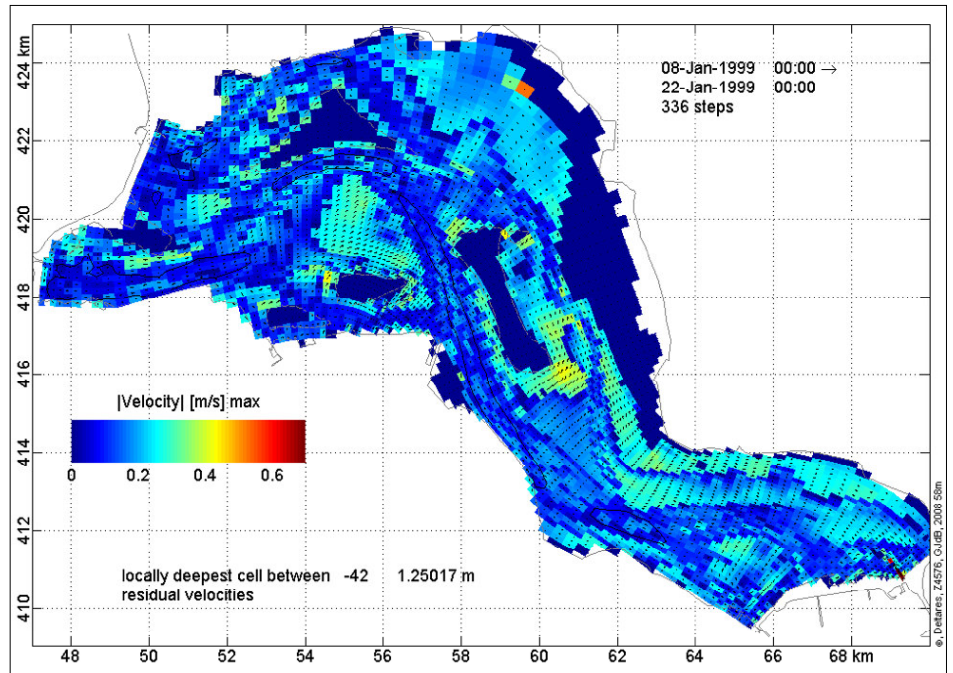 424 km
422
420
418
416
414
412
410
08-Jan-1999 00:00 →
22-Jan-1999 00:00
336 steps
|Velocity| [m/s] max
0 0.2 0.4 0.6
locally deepest cell between -42 1.25017 m
residual velocities
48 50 52 54 56 58 60 62 64 66 68 km
©, Deltares, Z4576, GJdB, 2008 58m